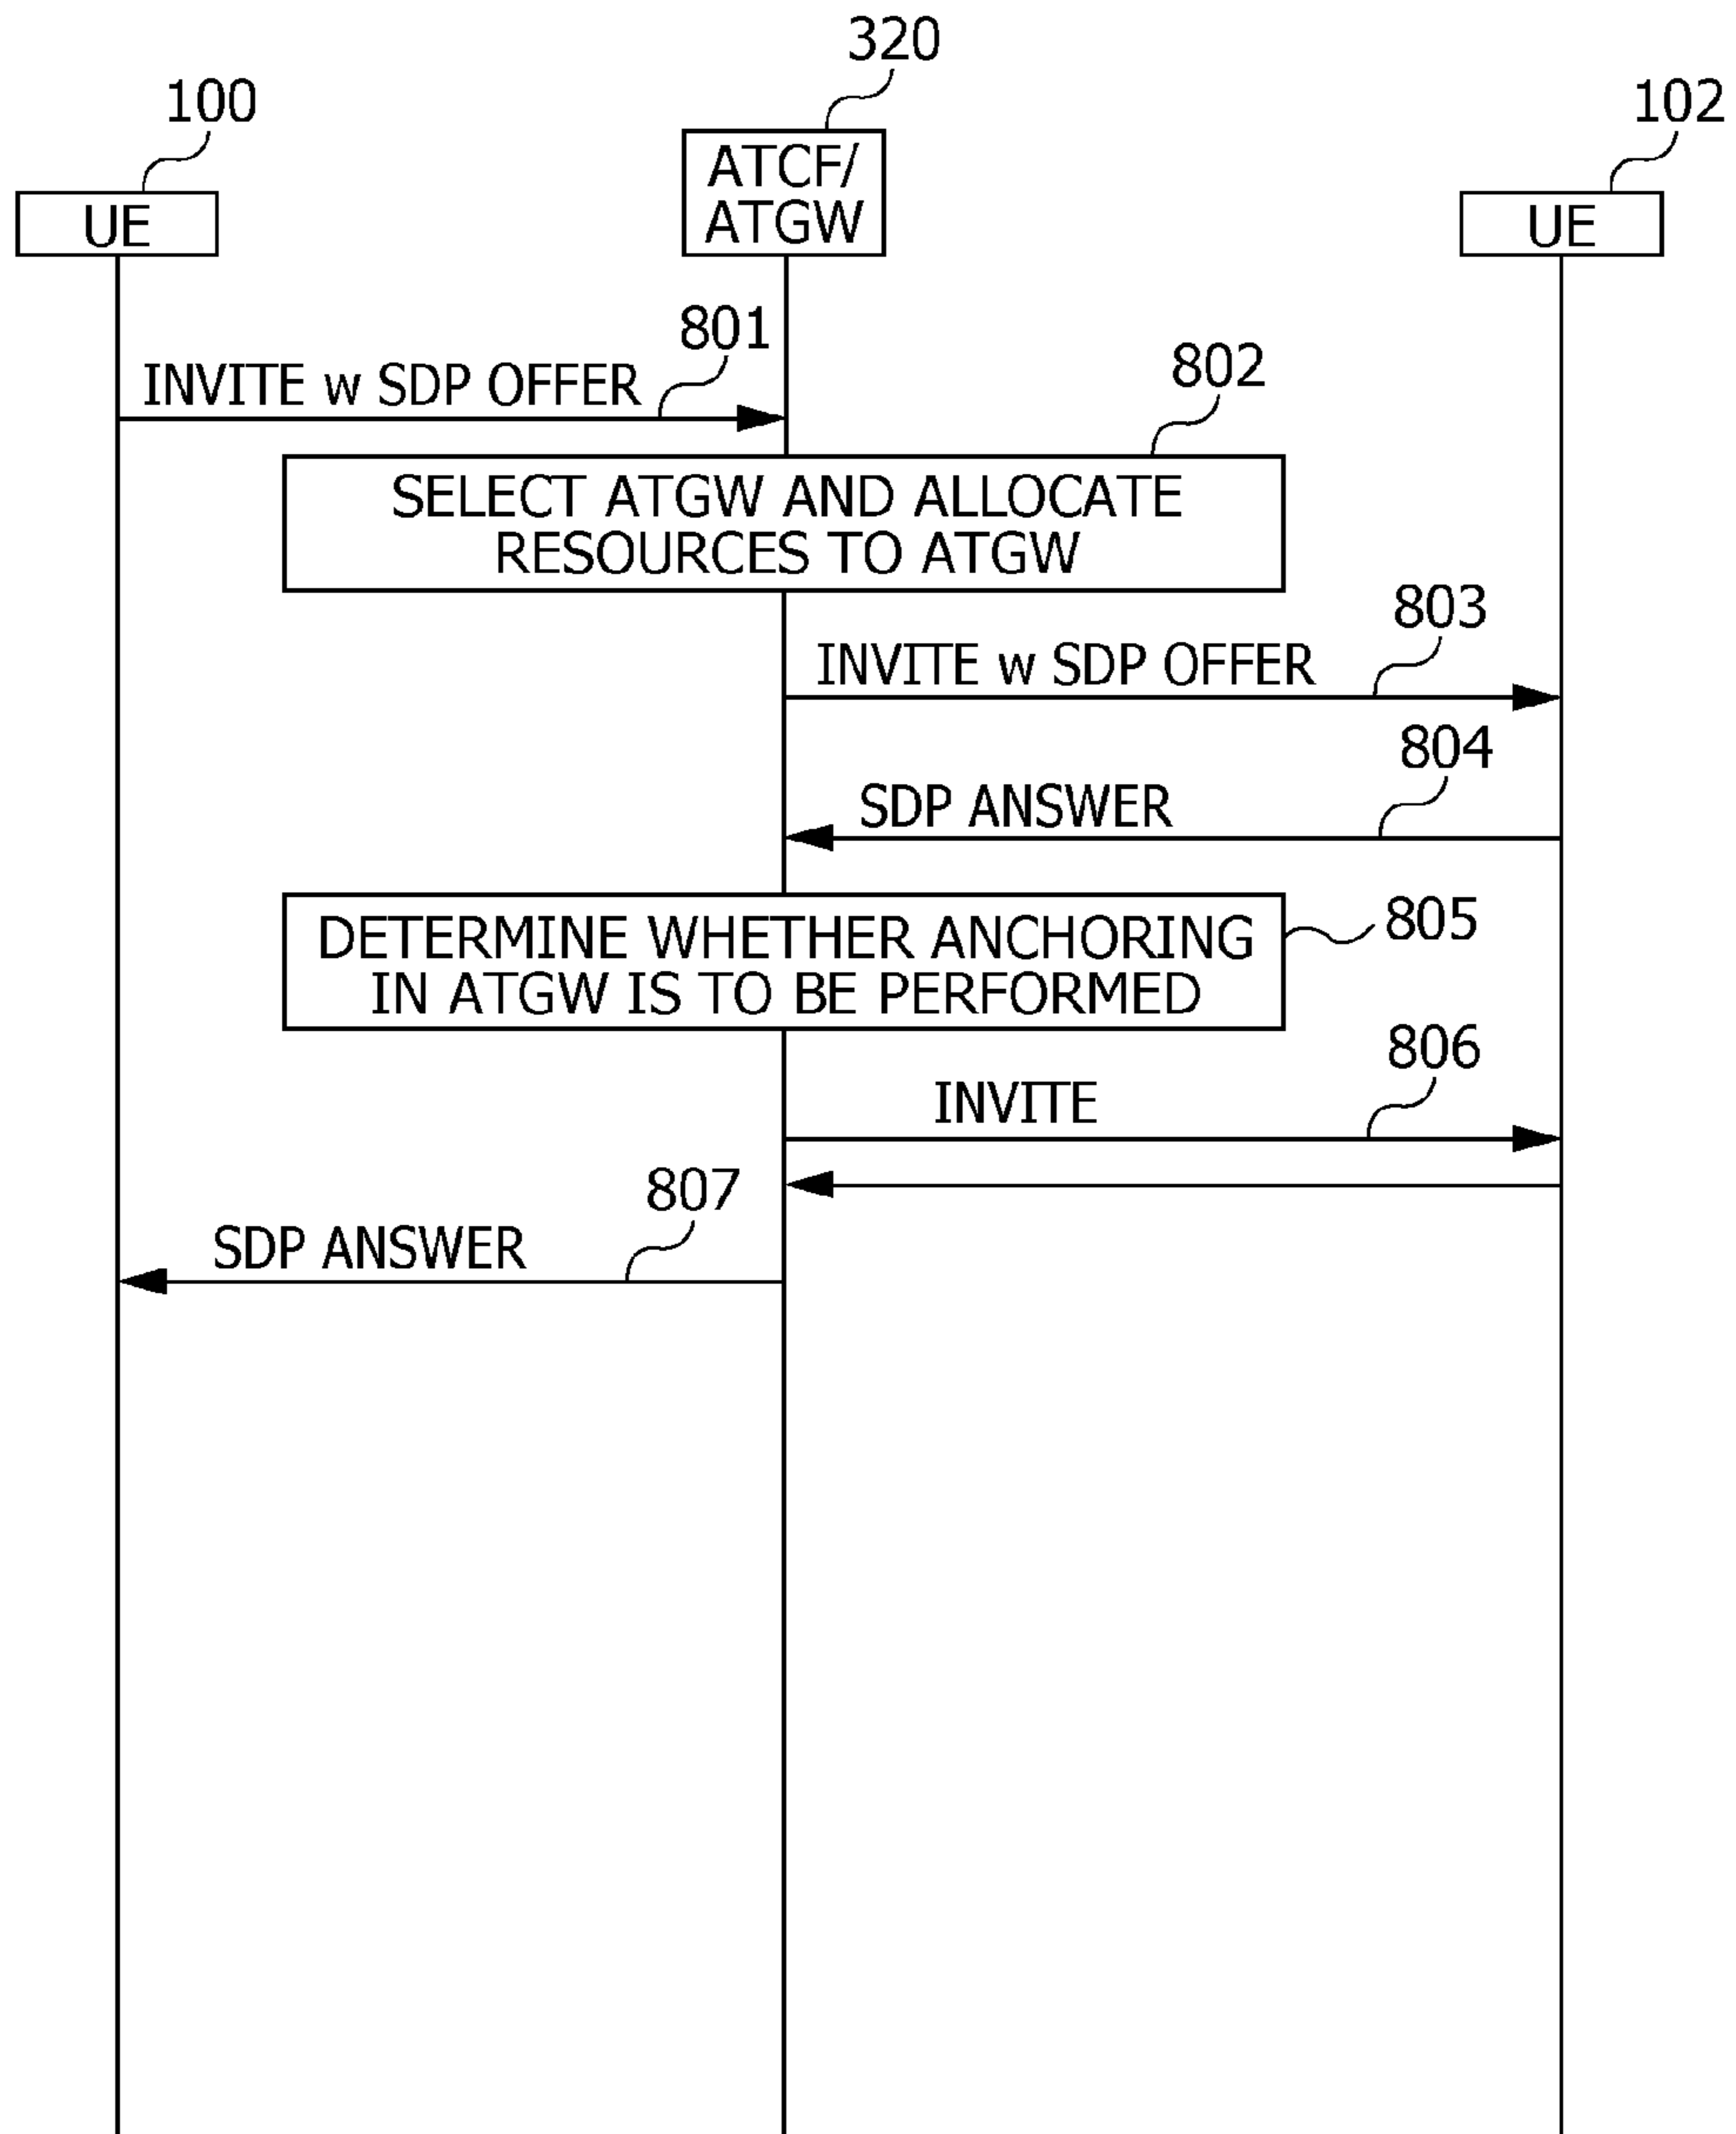 320
100
102
ATCF/
ATGW
UE
UE
801
INVITE w SDP OFFER
802
SELECT ATGW AND ALLOCATE
RESOURCES TO ATGW
803
INVITE w SDP OFFER
804
SDP ANSWER
DETERMINE WHETHER ANCHORING
IN ATGW IS TO BE PERFORMED
805
806
INVITE
807
SDP ANSWER